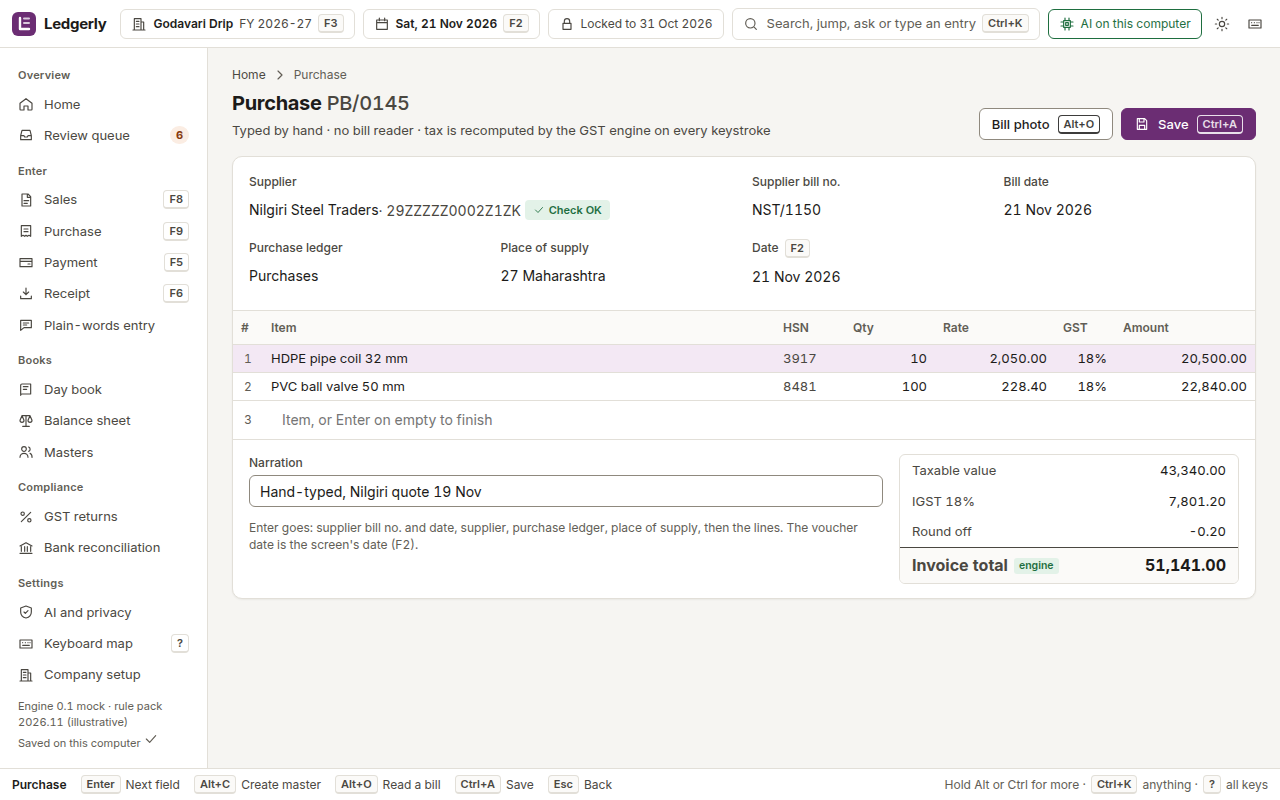 Ledgerly
Godavari Drip FY 2026-27 F3
Sat, 21 Nov 2026 F2
Locked to 31 Oct 2026
Search, jump, ask or type an entry Ctrl+K
AI on this computer
Overview
Home
Review queue 6
Enter
Sales F8
Purchase F9
Payment F5
Receipt F6
Plain-words entry
Books
Day book
Balance sheet
Masters
Compliance
GST returns
Bank reconciliation
Settings
AI and privacy
Keyboard map ?
Company setup
Engine 0.1 mock · rule pack
2026.11 (illustrative)
Saved on this computer
Home Purchase
Purchase PB/0145
Typed by hand · no bill reader · tax is recomputed by the GST engine on every keystroke
Bill photo Alt+O
Save Ctrl+A
Supplier Supplier bill no. Bill date
Nilgiri Steel Traders · 29ZZZZZ0002Z1ZK Check OK NST/1150 21 Nov 2026
Purchase ledger Place of supply Date F2
Purchases 27 Maharashtra 21 Nov 2026
# Item HSN Qty Rate GST Amount
1 HDPE pipe coil 32 mm 3917 10 2,050.00 18% 20,500.00
2 PVC ball valve 50 mm 8481 100 228.40 18% 22,840.00
3 Item, or Enter on empty to finish
Narration
Hand-typed, Nilgiri quote 19 Nov
Enter goes: supplier bill no. and date, supplier, purchase ledger, place of supply, then the lines. The voucher
date is the screen's date (F2).
Taxable value 43,340.00
IGST 18% 7,801.20
Round off -0.20
Invoice total engine 51,141.00
Purchase Enter Next field Alt+C Create master Alt+O Read a bill Ctrl+A Save Esc Back
Hold Alt or Ctrl for more · Ctrl+K anything · ? all keys